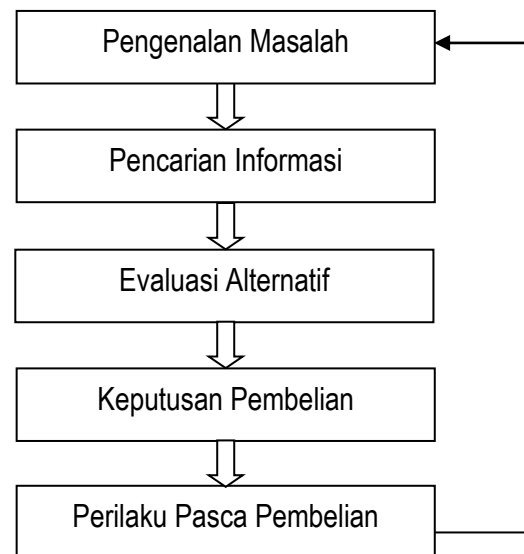 Pengenalan Masalah
Pencarian Informasi
Evaluasi Alternatif
Keputusan Pembelian
Perilaku Pasca Pembelian